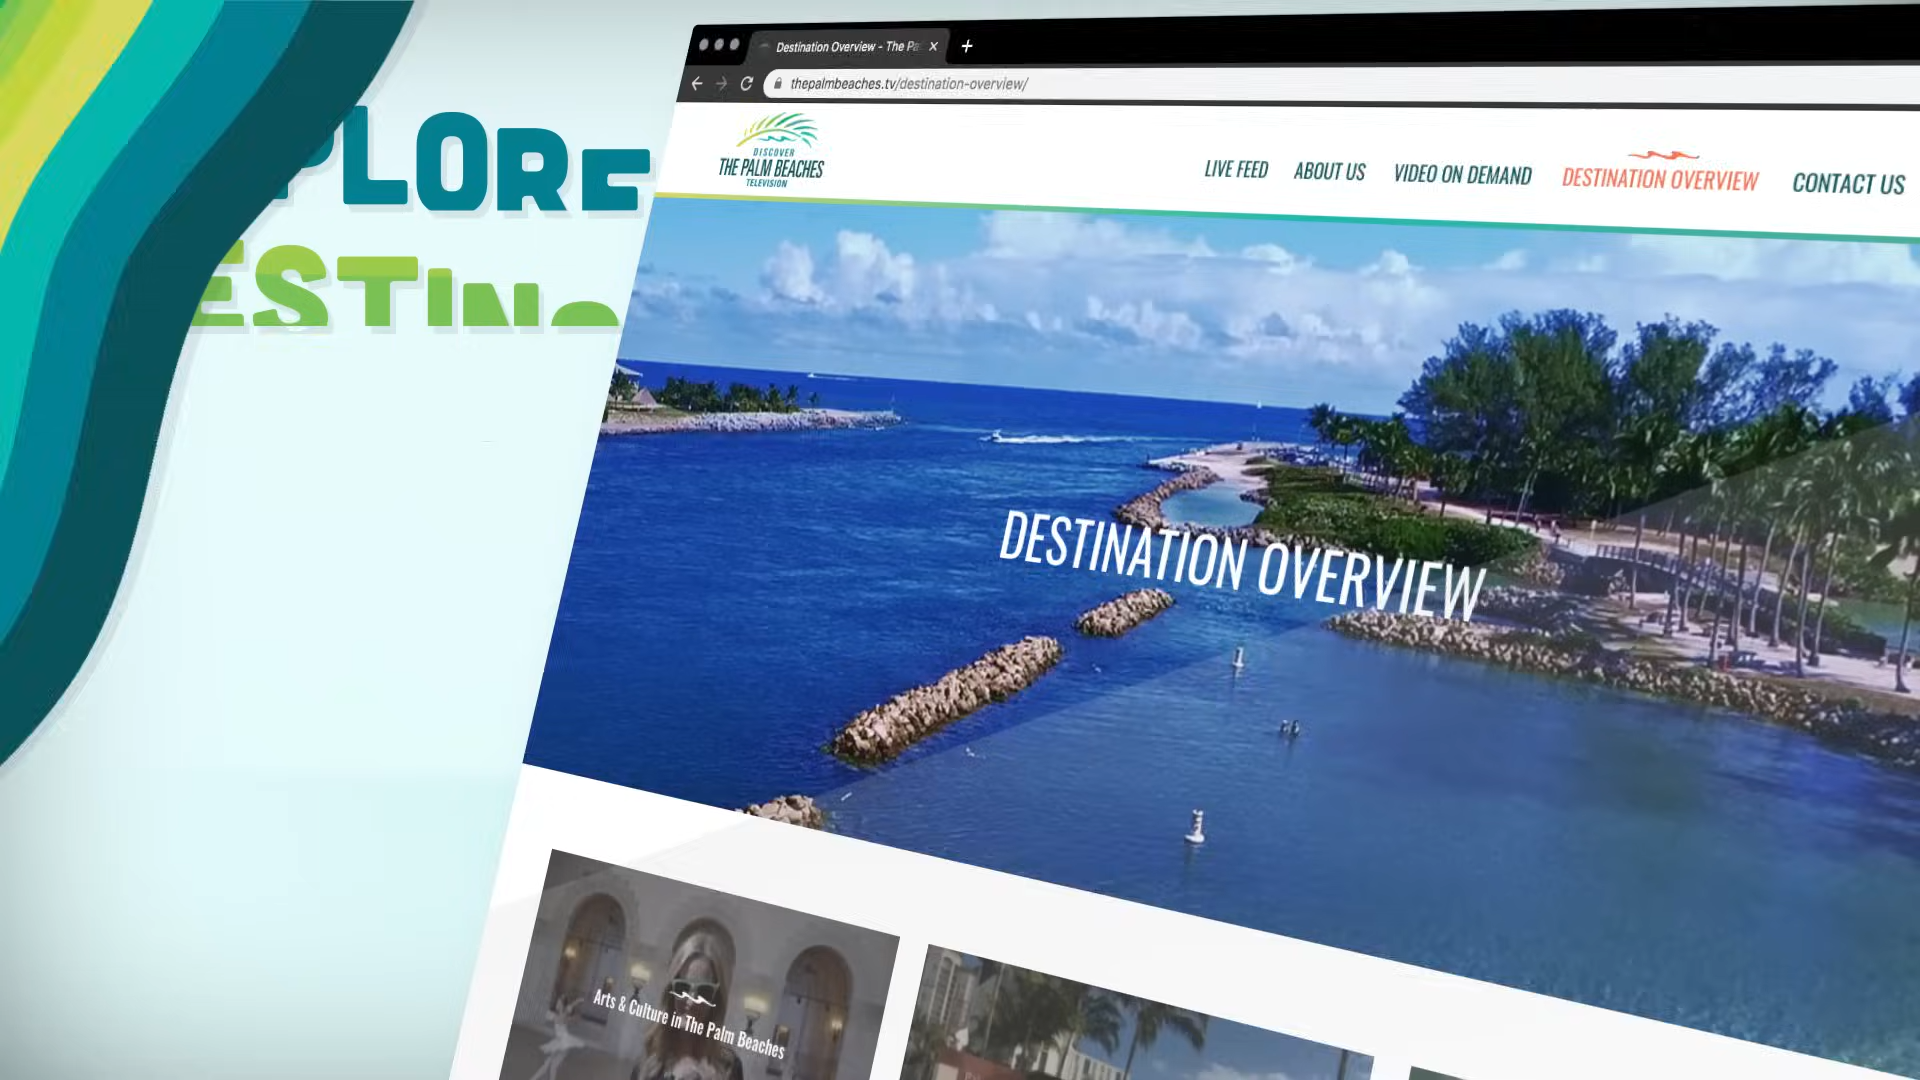 PLORE
ESTINA
Destination Overview - The Pa
thepalmbeaches.tv/destination-overview/
DISCOVER
THE PALM BEACHES
TELEVISION
LIVE FEED
ABOUT US
VIDEO ON DEMAND
DESTINATION OVERVIEW
CONTACT US
DESTINATION OVERVIEW
Arts & Culture in The Palm Beaches